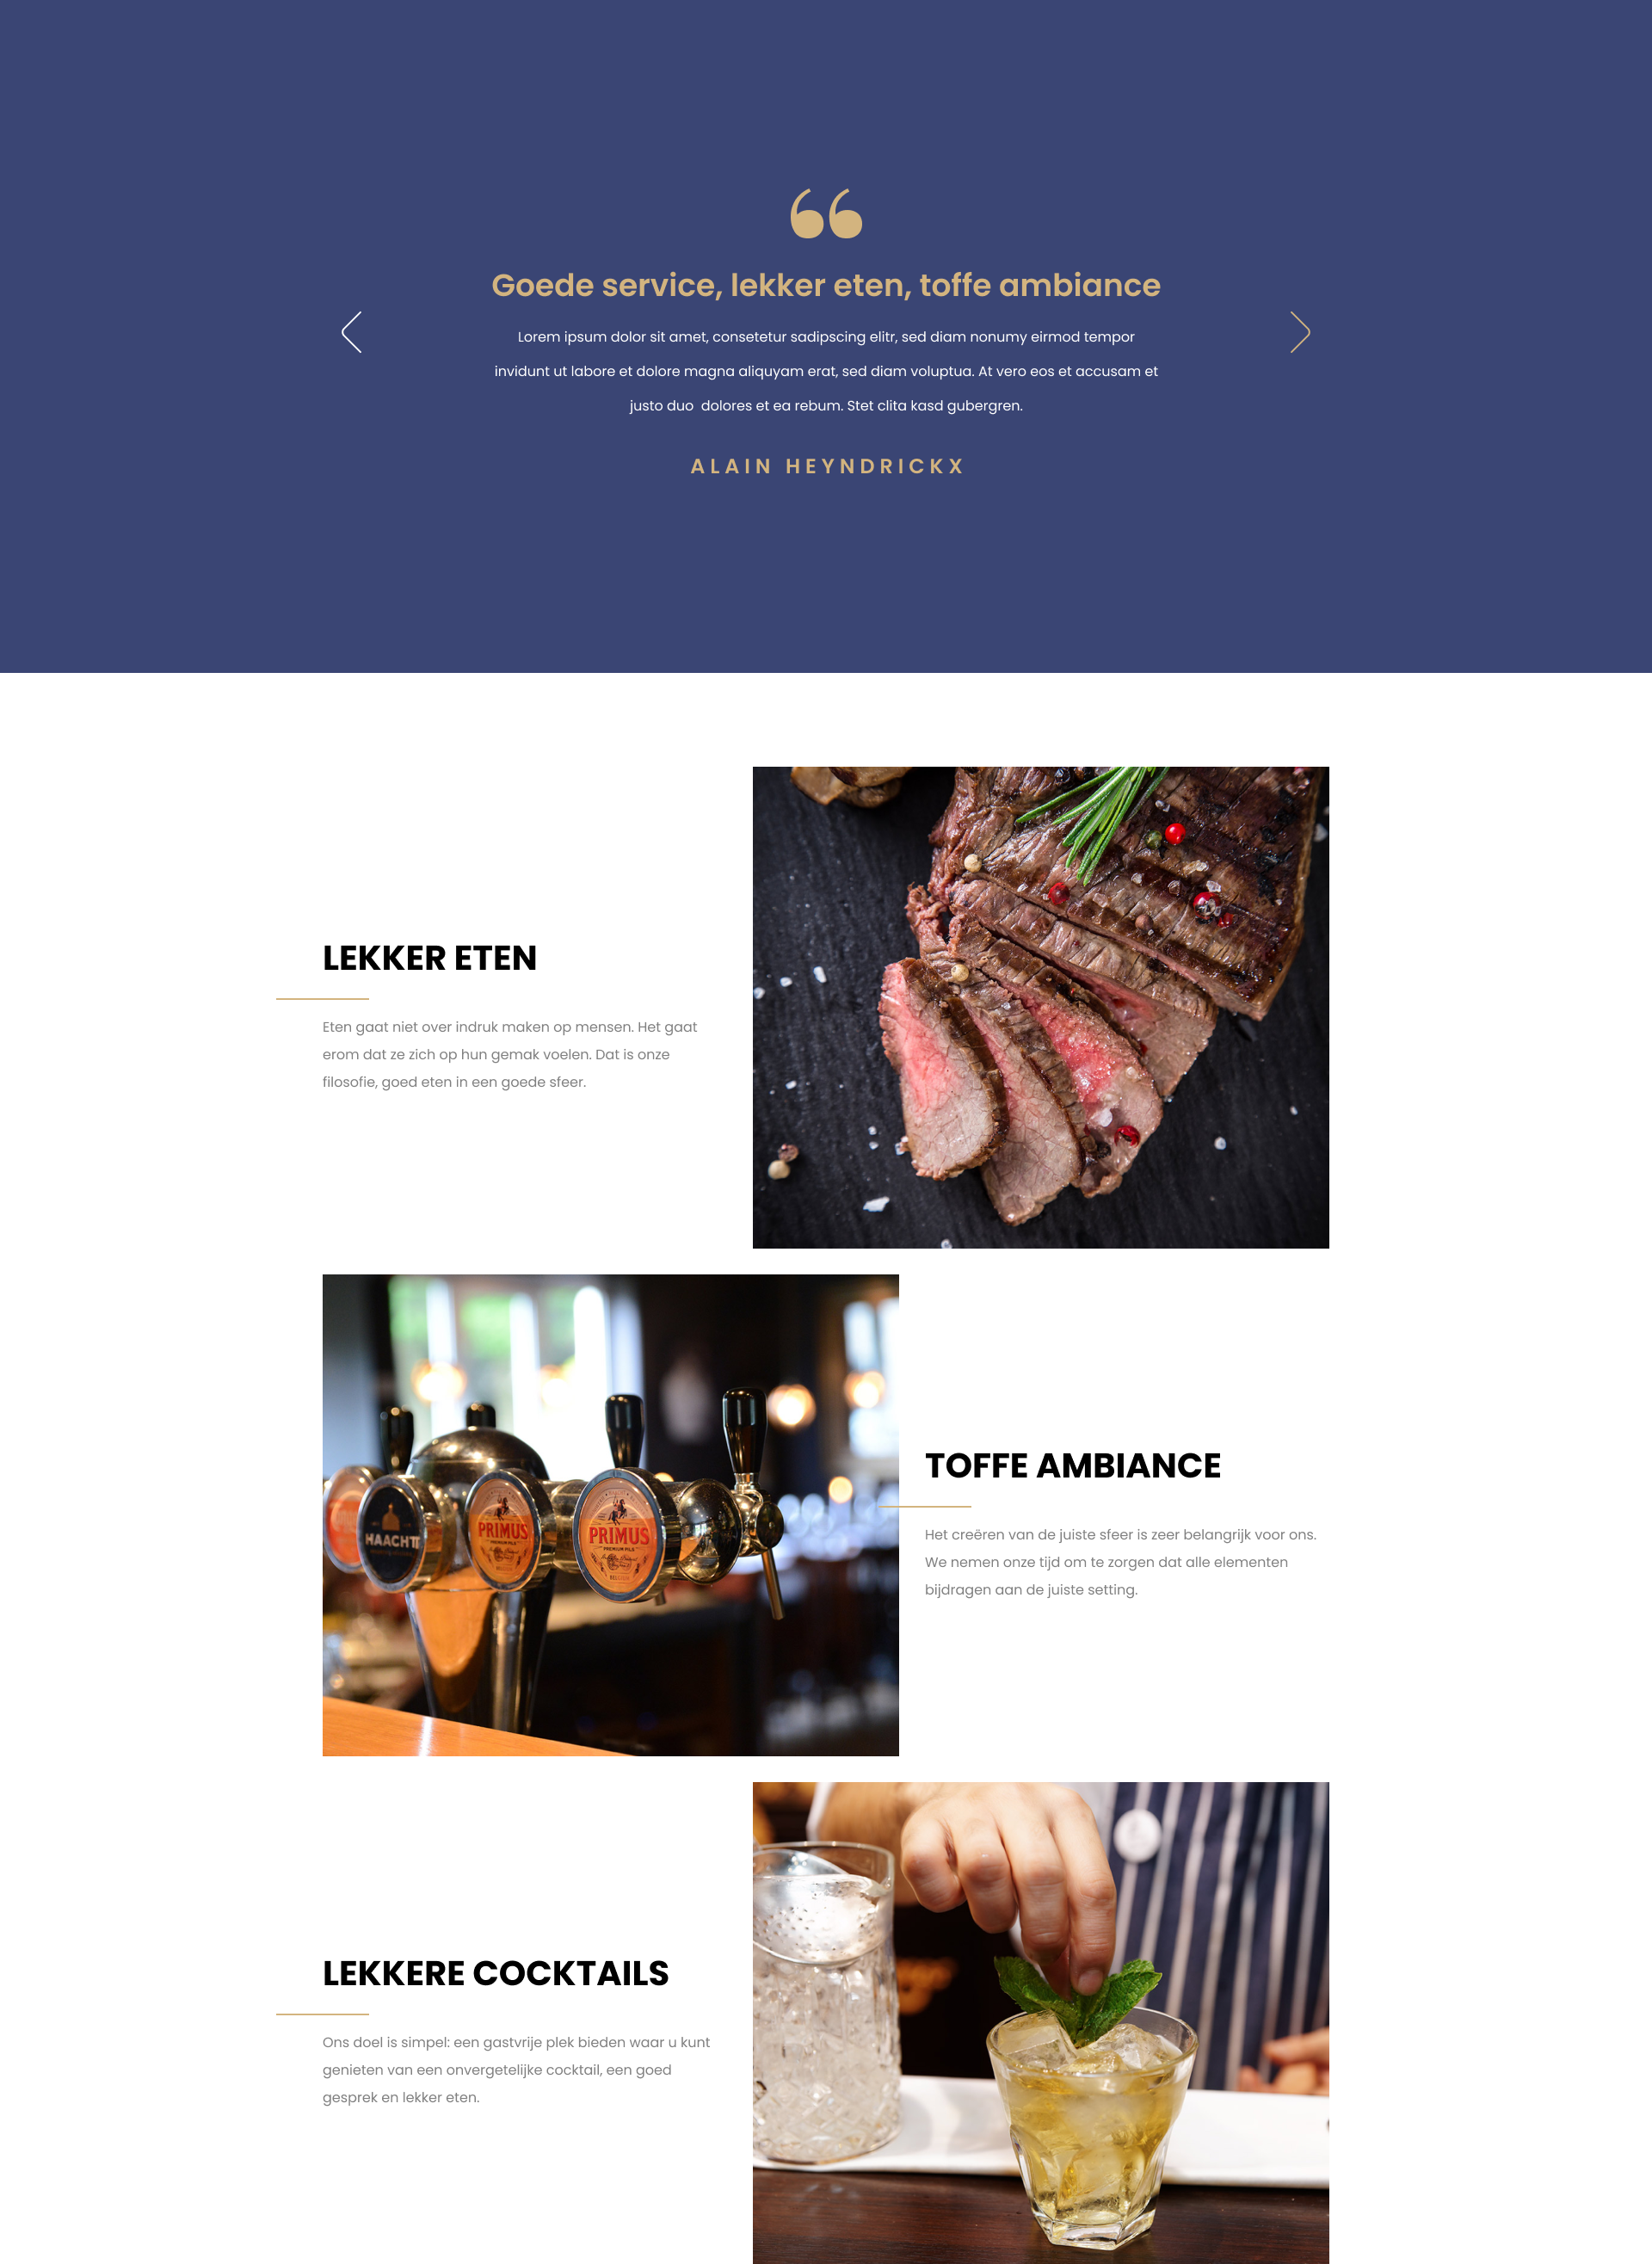 Goede service, lekker eten, toffe ambiance
Lorem ipsum dolor sit amet, consetetur sadipscing elitr, sed diam nonumy eirmod tempor
invidunt ut labore et dolore magna aliquyam erat, sed diam voluptua. At vero eos et accusam et
justo duo  dolores et ea rebum. Stet clita kasd gubergren.
ALAIN HEYNDRICKX
LEKKER ETEN
Eten gaat niet over indruk maken op mensen. Het gaat
erom dat ze zich op hun gemak voelen. Dat is onze
filosofie, goed eten in een goede sfeer.
HAACHT
PRIMUS
PREMIUM PILS
PRIMUS
PREMIUM PILS
TOFFE AMBIANCE
Het creëren van de juiste sfeer is zeer belangrijk voor ons.
We nemen onze tijd om te zorgen dat alle elementen
bijdragen aan de juiste setting.
LEKKERE COCKTAILS
Ons doel is simpel: een gastvrije plek bieden waar u kunt
genieten van een onvergetelijke cocktail, een goed
gesprek en lekker eten.